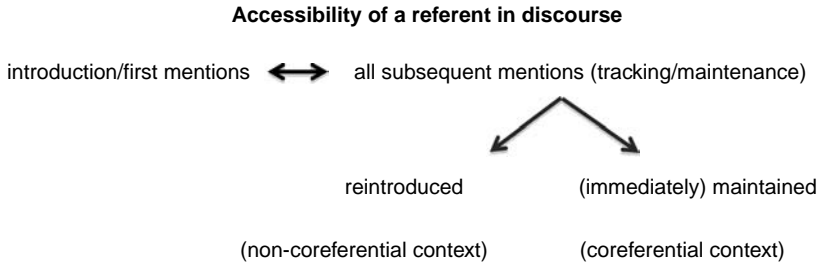 Accessibility of a referent in discourse
introduction/first mentions all subsequent mentions (tracking/maintenance)
reintroduced (immediately) maintained
(non-coreferential context) (coreferential context)